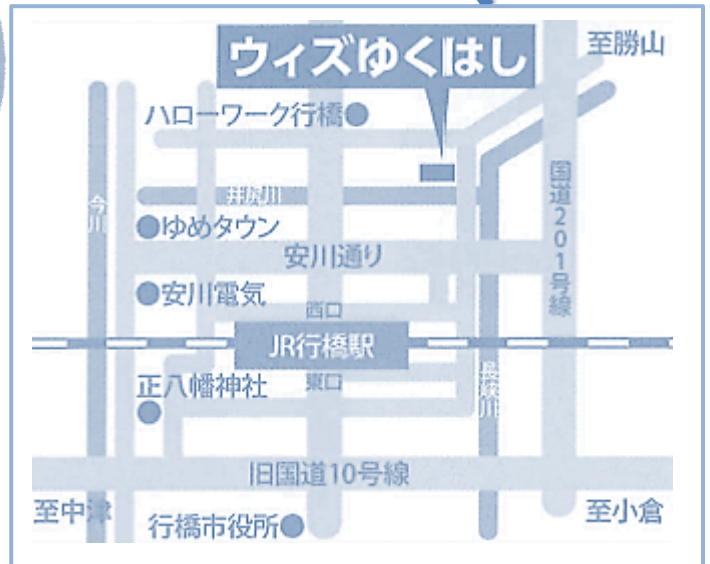 至勝山
ウィズゆくはし
ハローワーク行橋
国道201号線
今川
井尻川
ゆめタウン
安川通り
安川電気
西口
JR行橋駅
東口
正八幡神社
長峡川
旧国道10号線
至中津
行橋市役所
至小倉